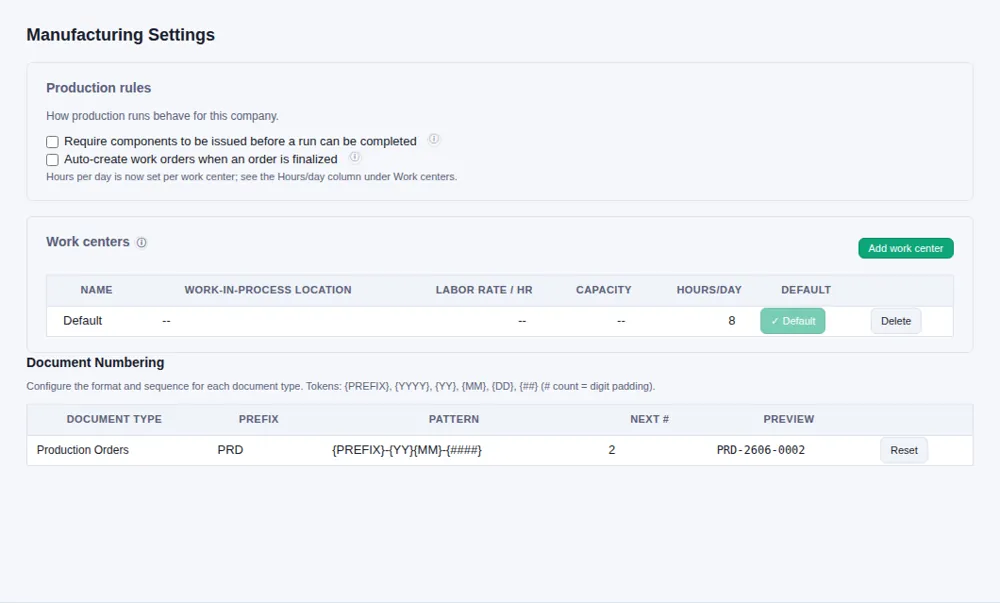 Manufacturing Settings
Production rules
How production runs behave for this company.
Require components to be issued before a run can be completed ⓘ
Auto-create work orders when an order is finalized ⓘ
Hours per day is now set per work center; see the Hours/day column under Work centers.
Work centers ⓘ
Add work center
NAME WORK-IN-PROCESS LOCATION LABOR RATE / HR CAPACITY HOURS/DAY DEFAULT
Default -- -- -- 8 ✓ Default Delete
Document Numbering
Configure the format and sequence for each document type. Tokens: {PREFIX}, {YYYY}, {YY}, {MM}, {DD}, {##} (# count = digit padding).
DOCUMENT TYPE PREFIX PATTERN NEXT # PREVIEW
Production Orders PRD {PREFIX}-{YY}{MM}-{####} 2 PRD-2606-0002 Reset